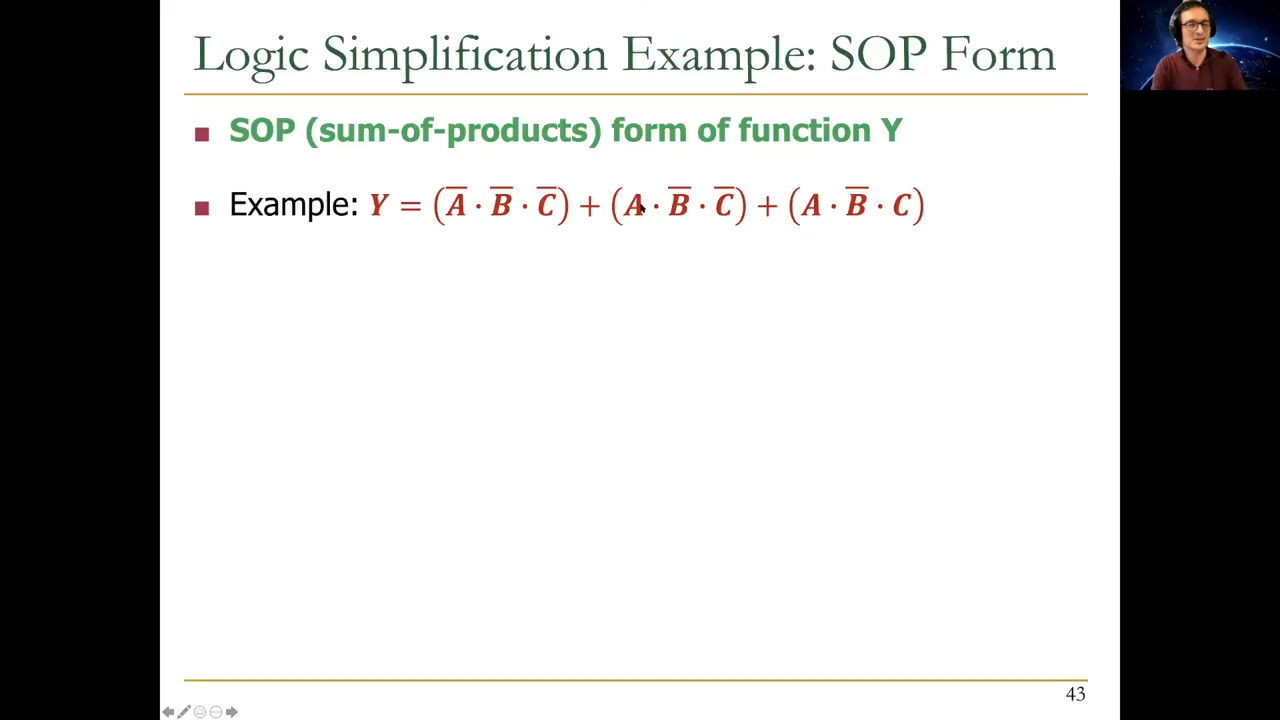 Logic Simplification Example: SOP Form
SOP (sum-of-products) form of function Y
Example: Y = (A̅ · B̅ · C̅) + (A · B̅ · C̅) + (A · B̅ · C)
43